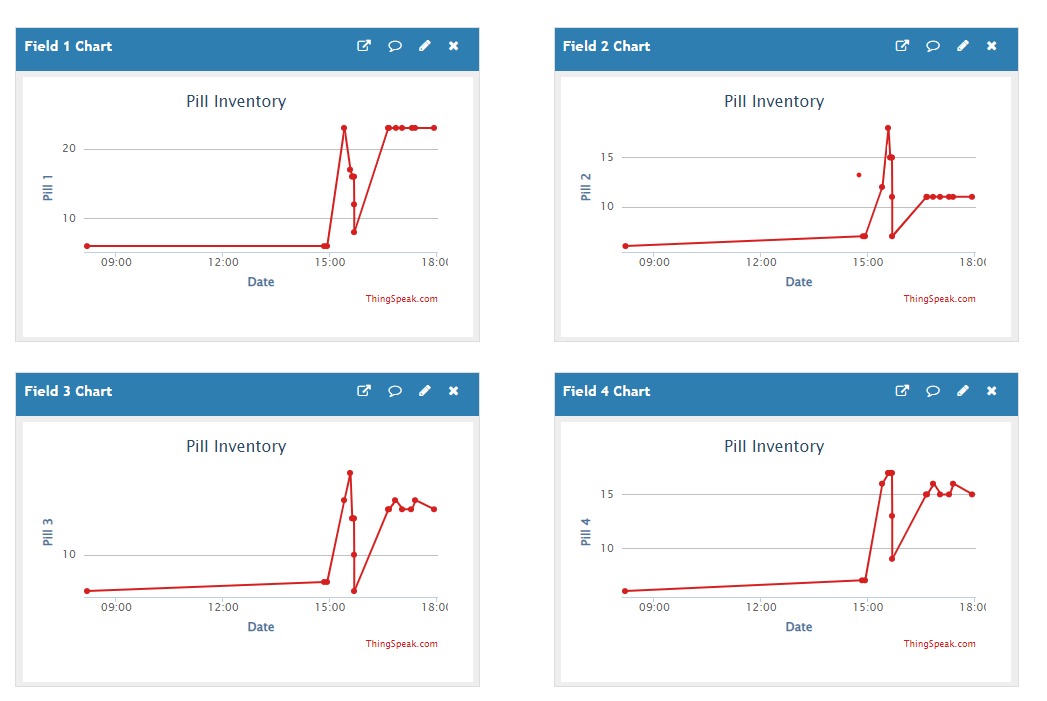 Field 1 Chart
Pill Inventory
20
10
Pill 1
09:00 12:00 15:00 18:0
Date
ThingSpeak.com
Field 2 Chart
Pill Inventory
15
10
Pill 2
09:00 12:00 15:00 18:0
Date
ThingSpeak.com
Field 3 Chart
Pill Inventory
10
Pill 3
09:00 12:00 15:00 18:0
Date
ThingSpeak.com
Field 4 Chart
Pill Inventory
15
10
Pill 4
09:00 12:00 15:00 18:0
Date
ThingSpeak.com